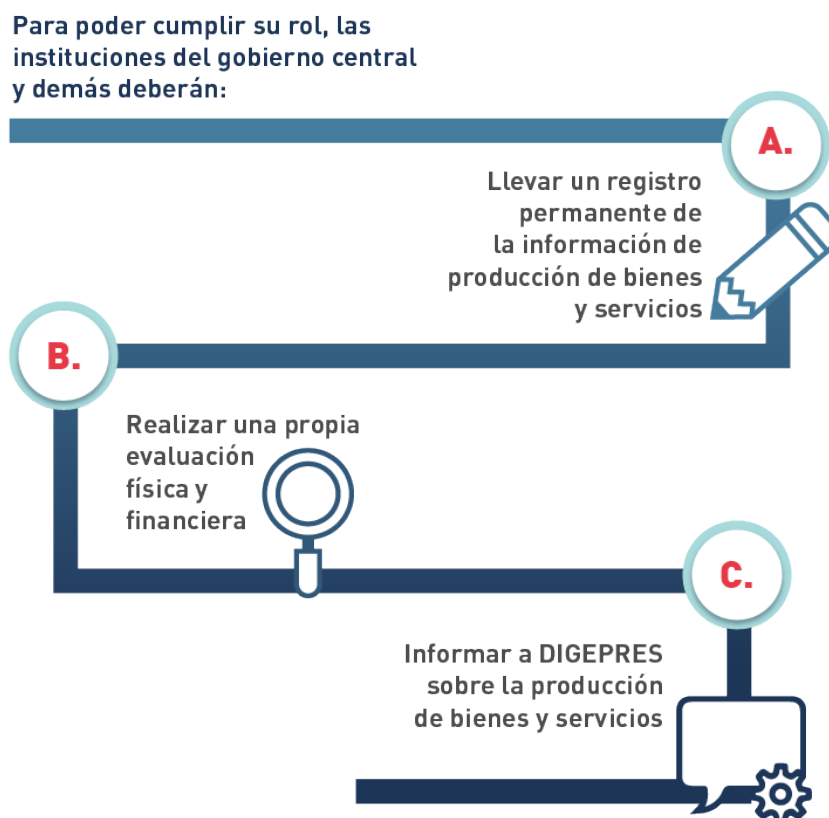 Para poder cumplir su rol, las
instituciones del gobierno central
y demás deberán:
A.
Llevar un registro
permanente de
la información de
producción de bienes
y servicios
B.
Realizar una propia
evaluación
física y
financiera
C.
Informar a DIGEPRES
sobre la producción
de bienes y servicios